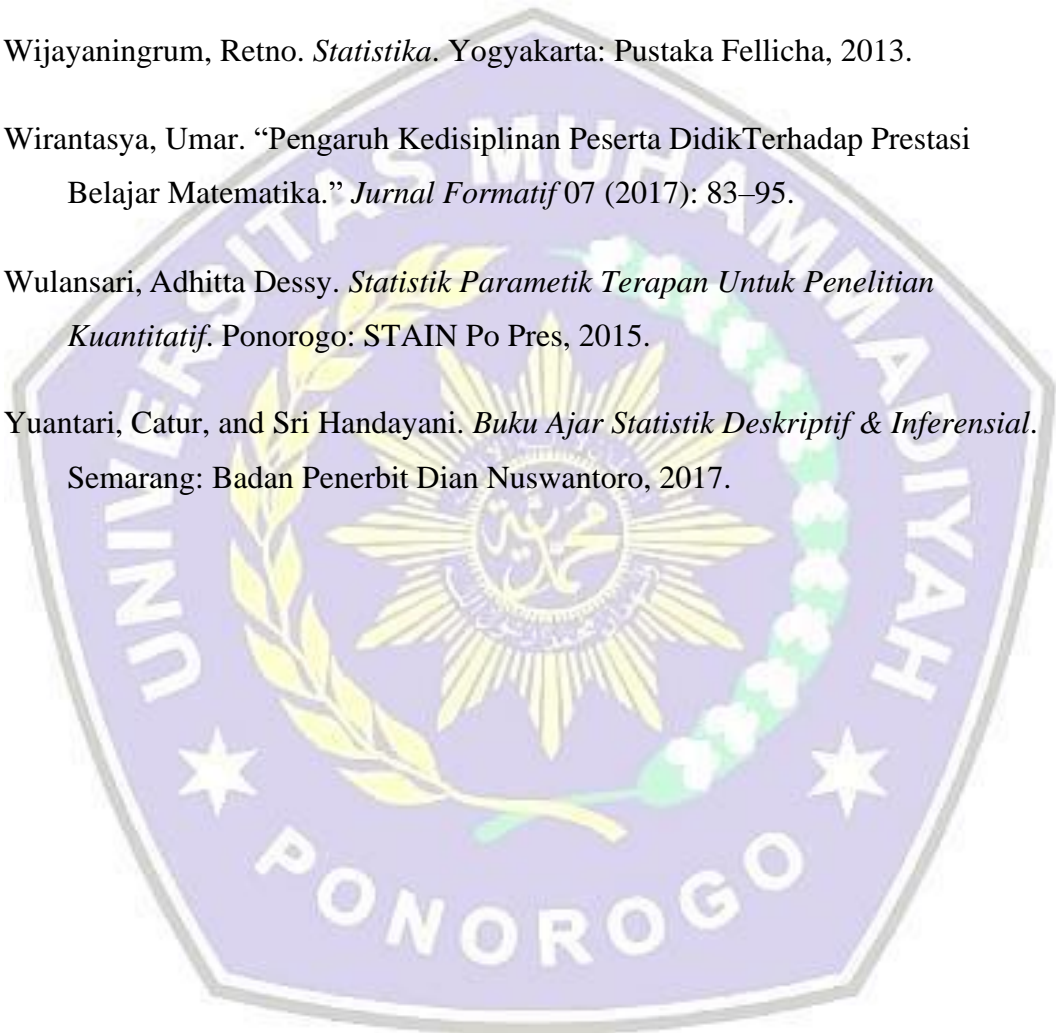 Wijayaningrum, Retno. Statistika. Yogyakarta: Pustaka Fellicha, 2013.
Wirantasya, Umar. “Pengaruh Kedisiplinan Peserta DidikTerhadap Prestasi
Belajar Matematika.” Jurnal Formatif 07 (2017): 83–95.
Wulansari, Adhitta Dessy. Statistik Parametik Terapan Untuk Penelitian
Kuantitatif. Ponorogo: STAIN Po Pres, 2015.
Yuantari, Catur, and Sri Handayani. Buku Ajar Statistik Deskriptif & Inferensial.
Semarang: Badan Penerbit Dian Nuswantoro, 2017.
UNIVERSITAS MUHAMMADIYAH
PONOROGO
محمدية